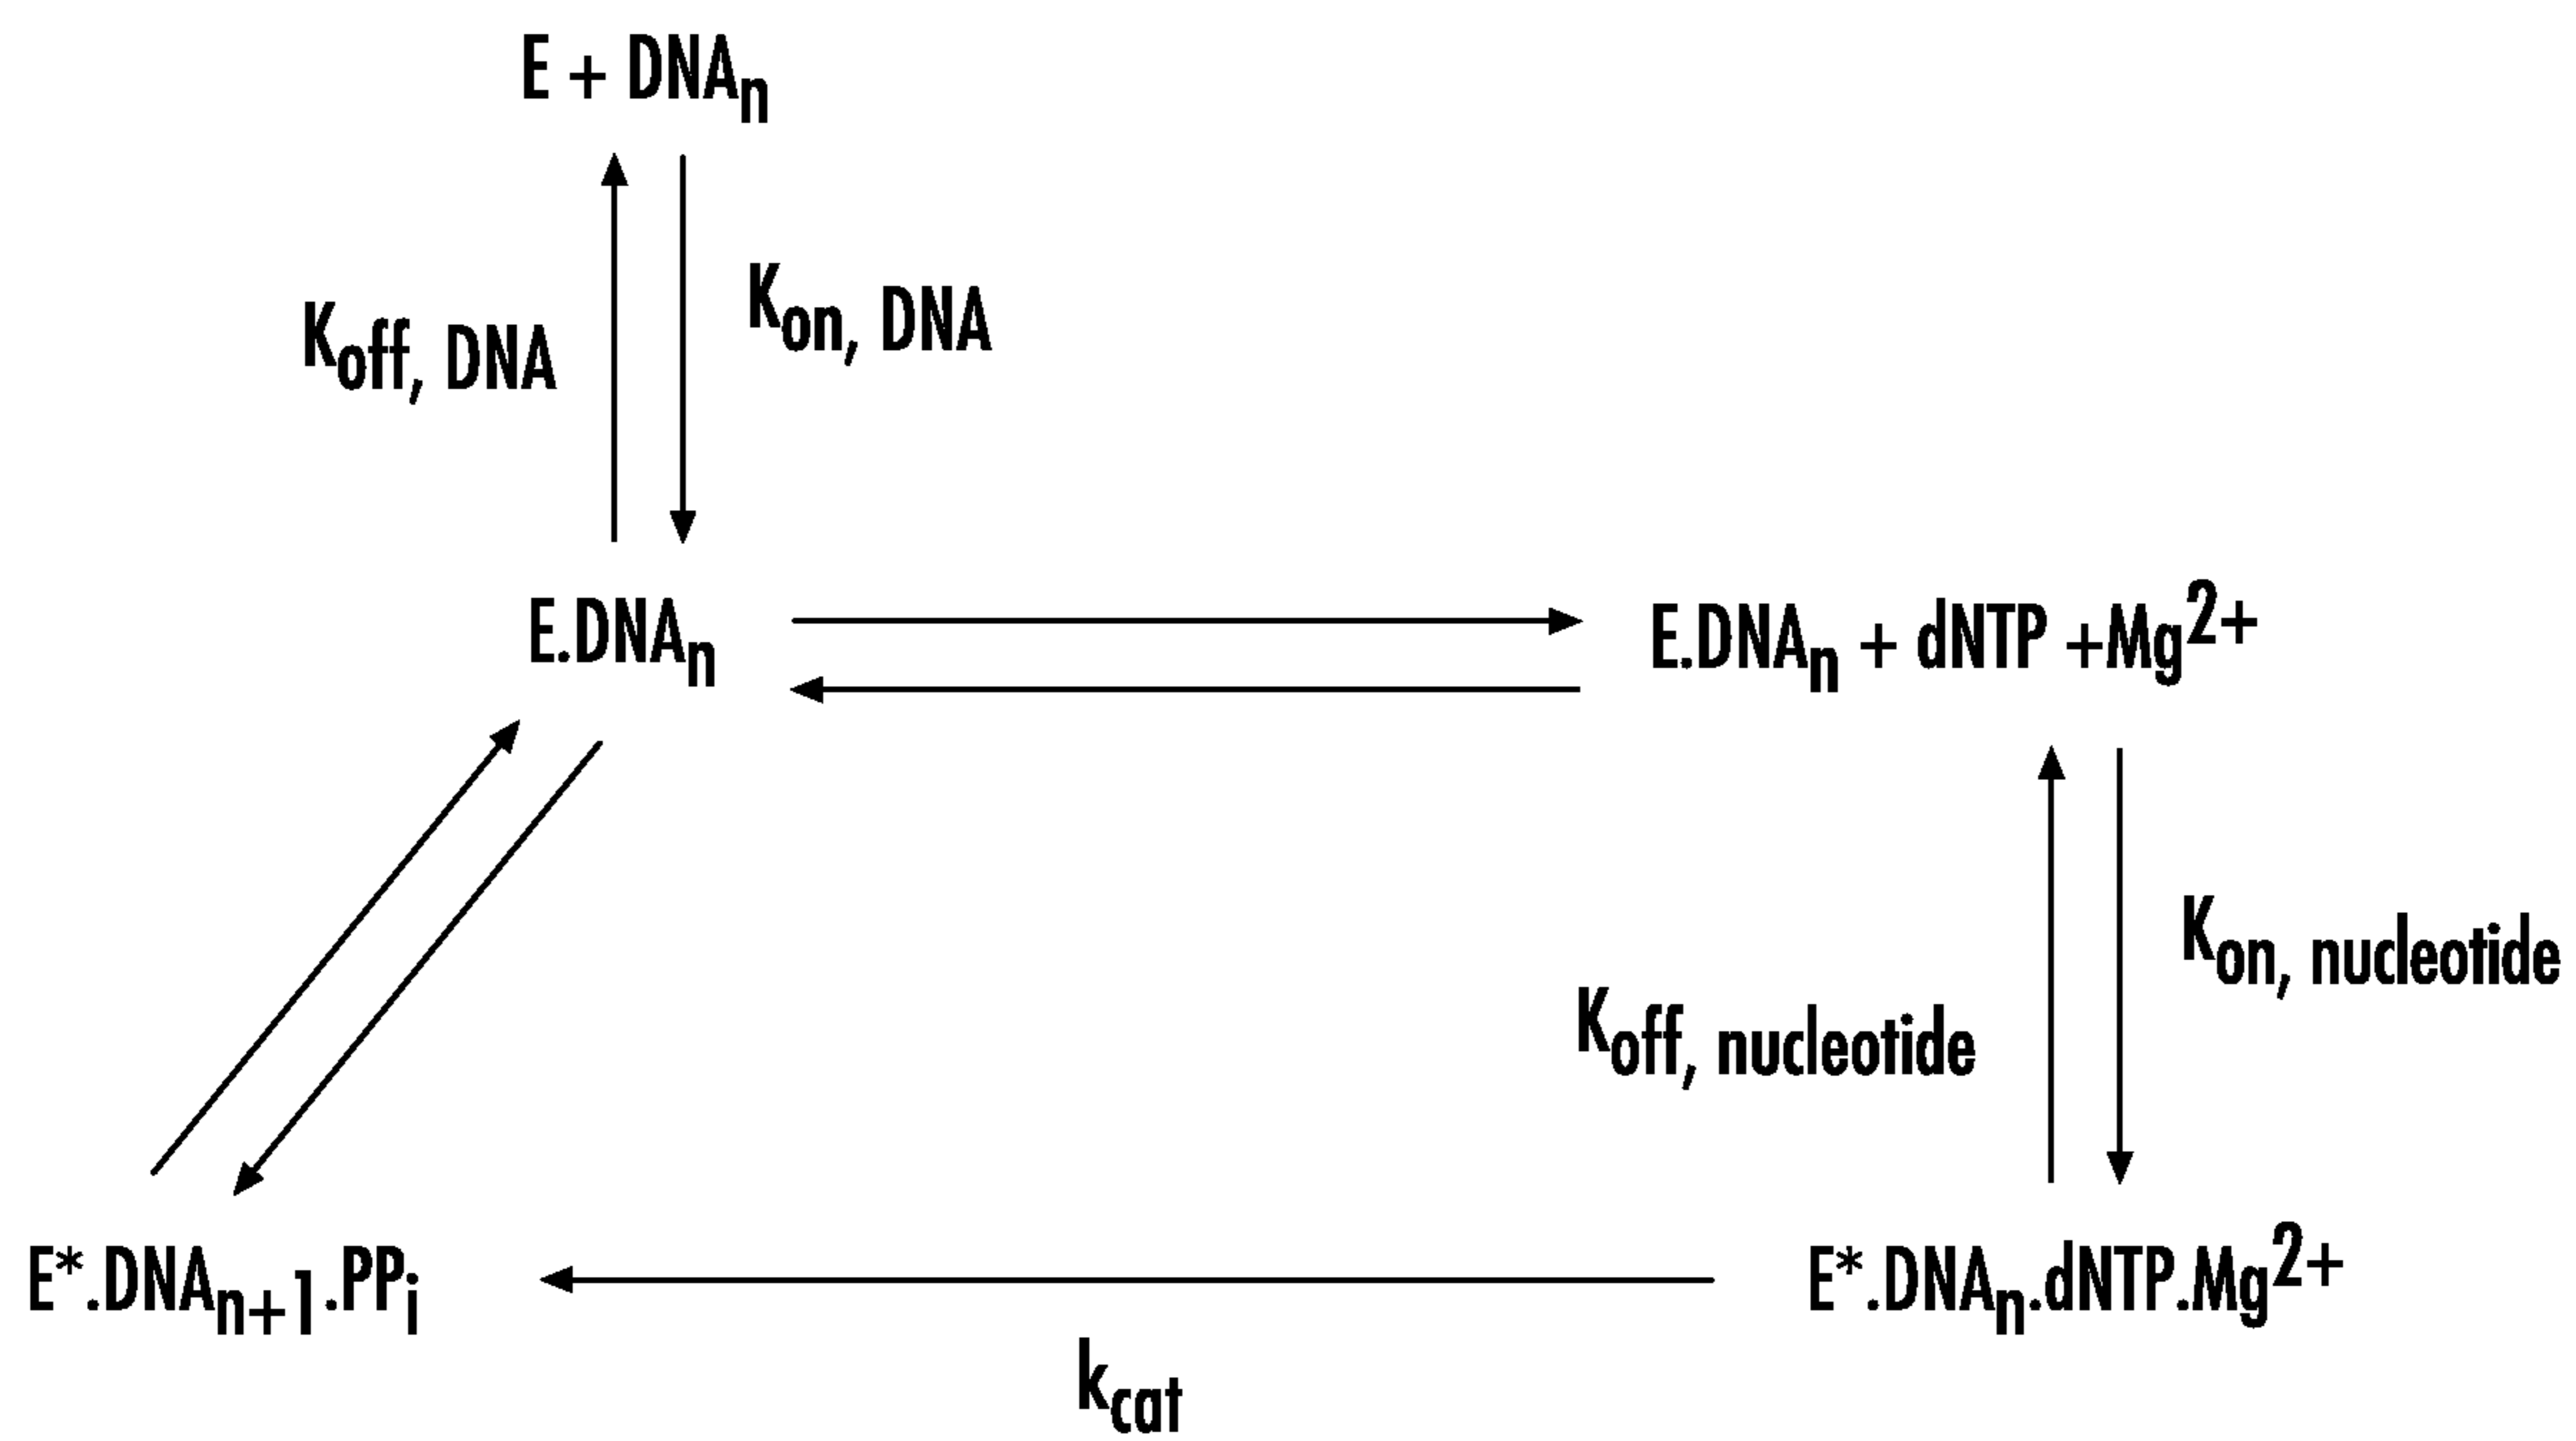 E + DNAn
Koff, DNA
Kon, DNA
E.DNAn
E.DNAn + dNTP +Mg2+
Koff, nucleotide
Kon, nucleotide
E*.DNAn+1.PPi
E*.DNAn.dNTP.Mg2+
kcat